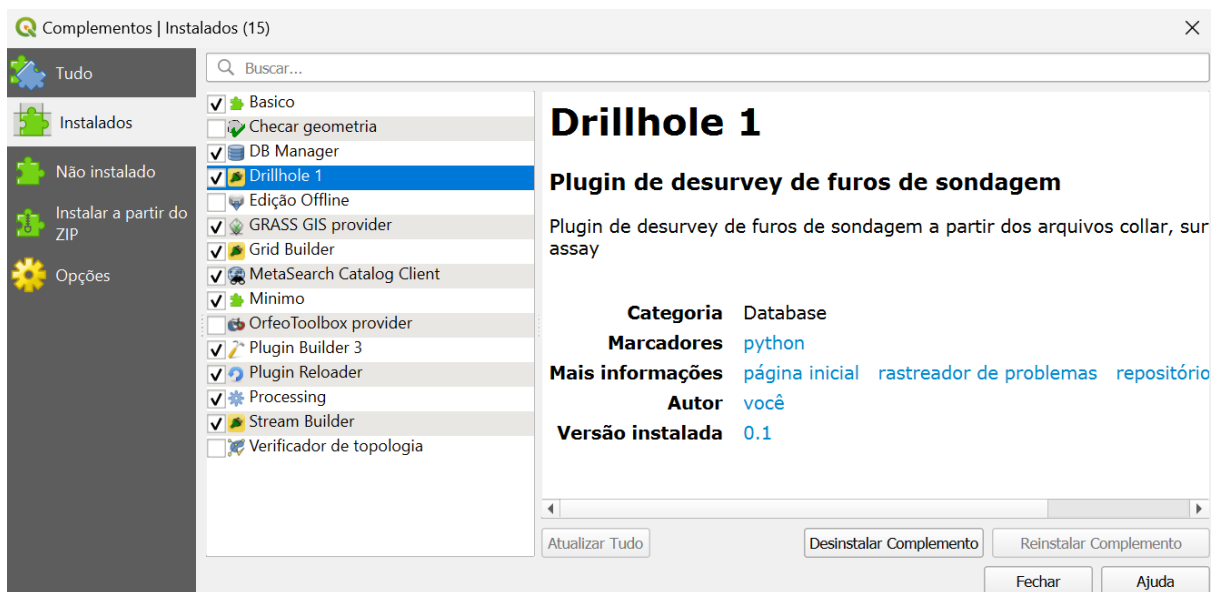 Complementos | Instalados (15)
Tudo
Instalados
Não instalado
Instalar a partir do
ZIP
Opções
Buscar...
Basico
Checar geometria
DB Manager
Drillhole 1
Edição Offline
GRASS GIS provider
Grid Builder
MetaSearch Catalog Client
Minimo
OrfeoToolbox provider
Plugin Builder 3
Plugin Reloader
Processing
Stream Builder
Verificador de topologia
Drillhole 1
Plugin de desurvey de furos de sondagem
Plugin de desurvey de furos de sondagem a partir dos arquivos collar, sur
assay
Categoria Database
Marcadores python
Mais informações página inicial rastreador de problemas repositório
Autor você
Versão instalada 0.1
Atualizar Tudo Desinstalar Complemento Reinstalar Complemento
Fechar Ajuda